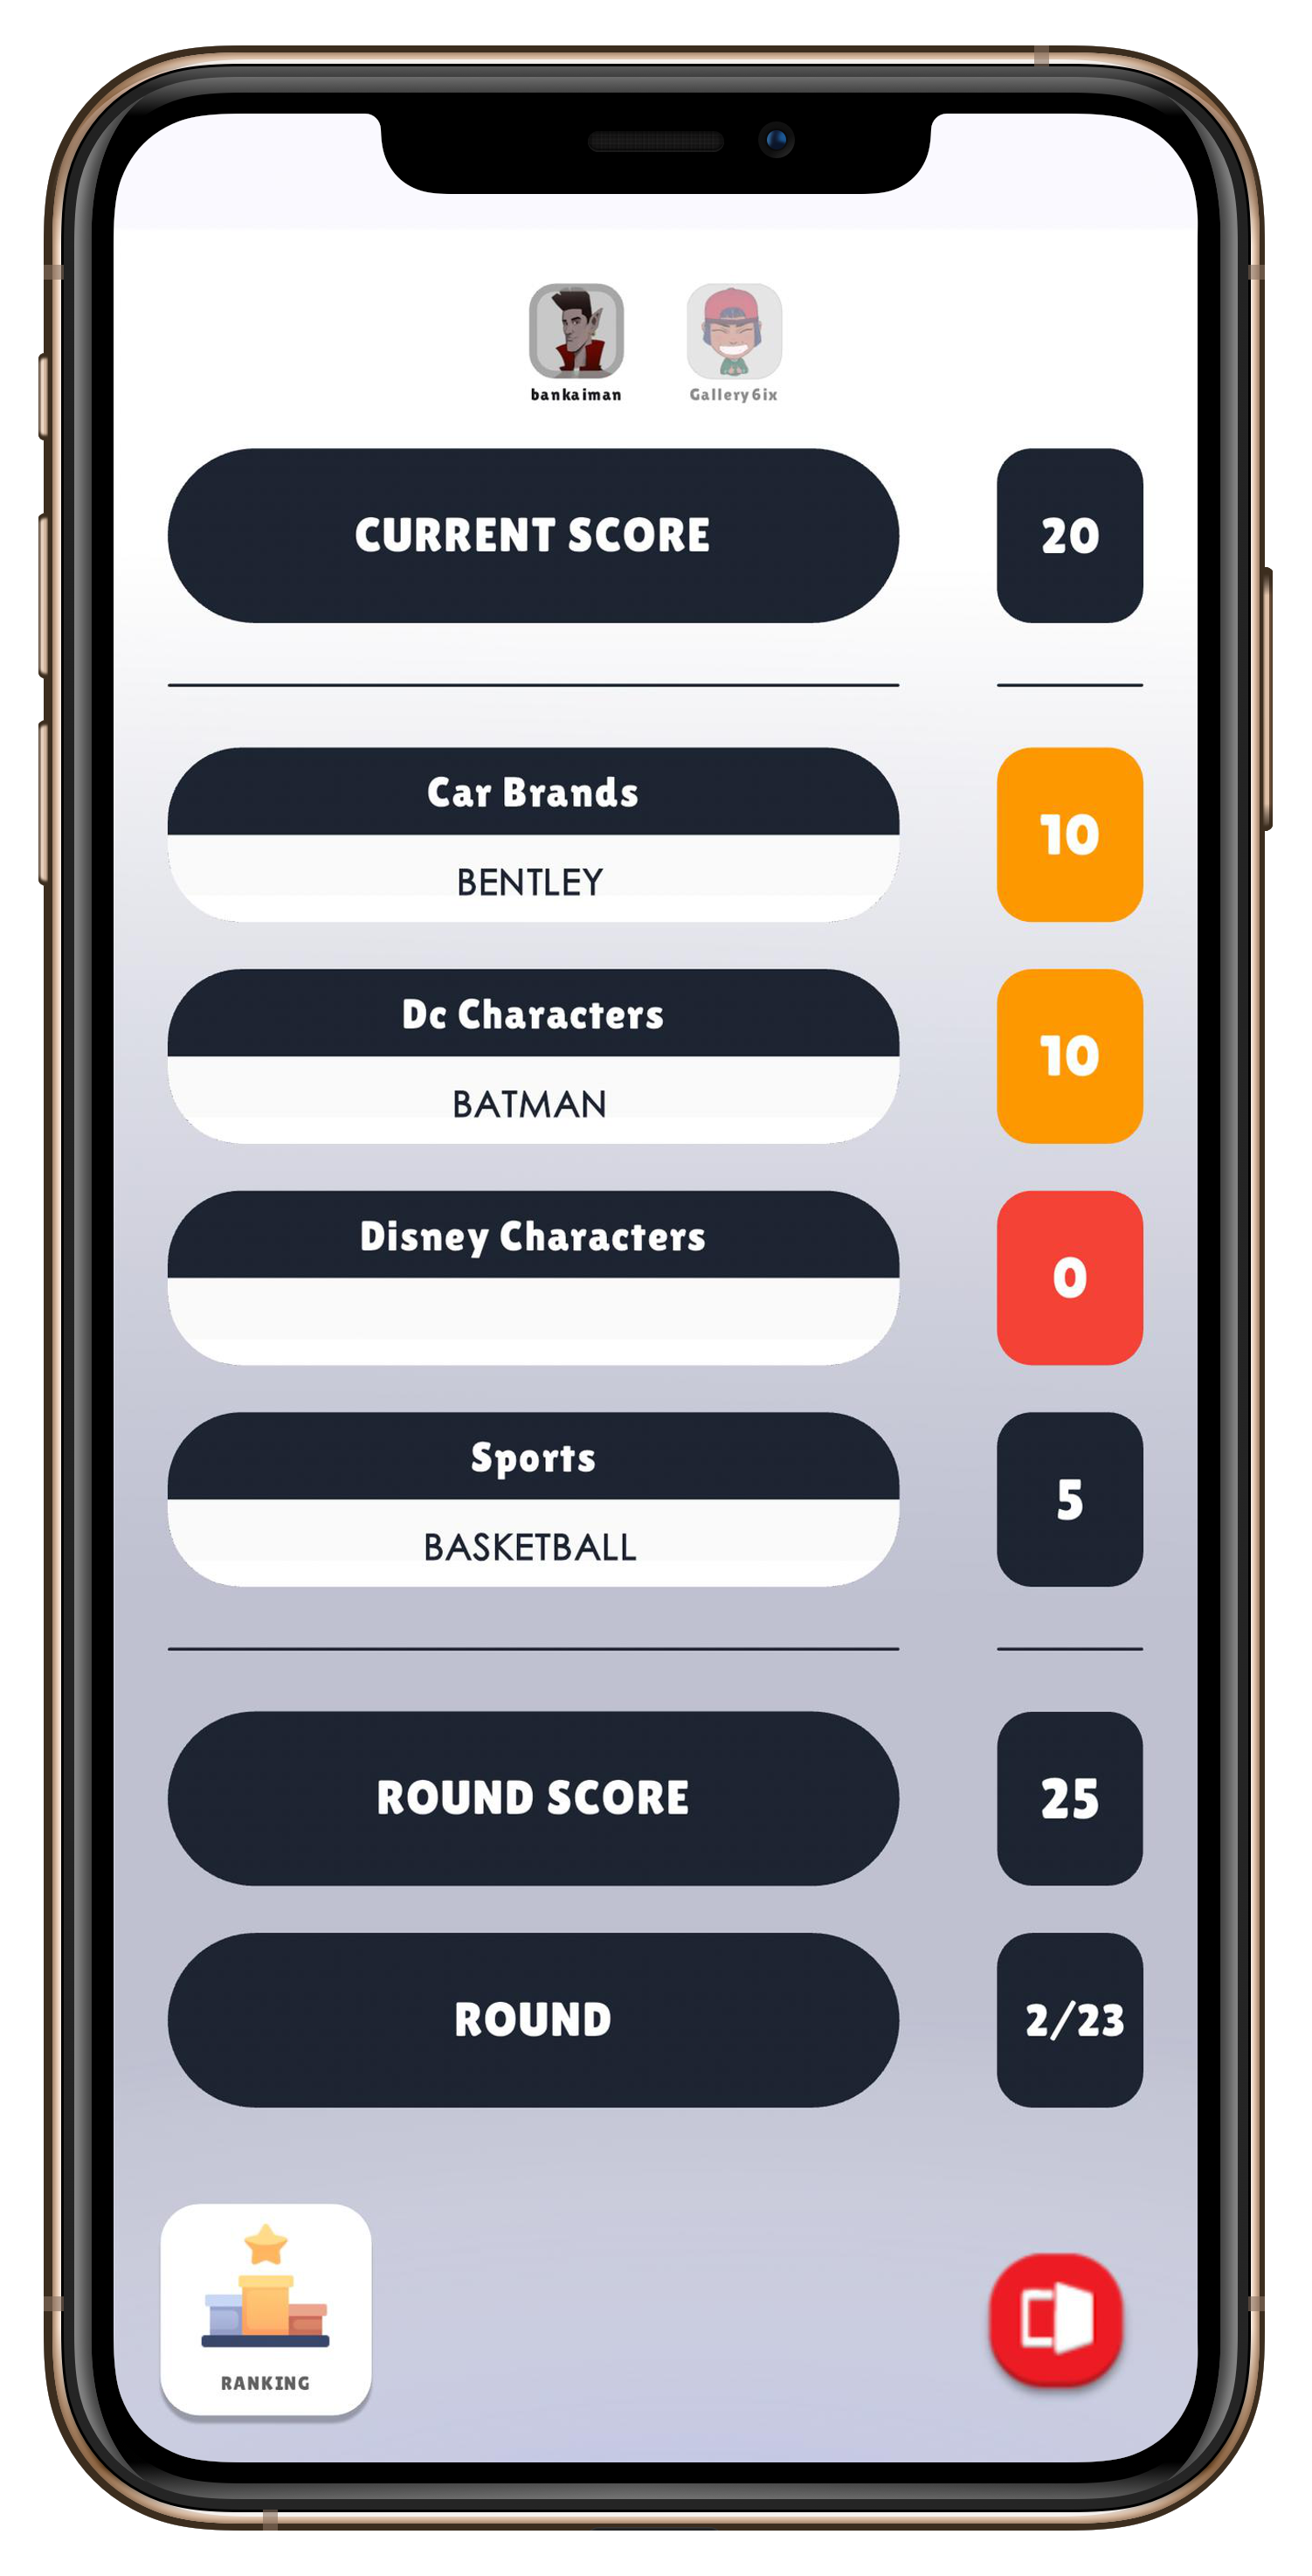 bankaiman
Gallery6ix
CURRENT SCORE
20
Car Brands
BENTLEY
10
Dc Characters
BATMAN
10
Disney Characters
0
Sports
BASKETBALL
5
ROUND SCORE
25
ROUND
2/23
RANKING